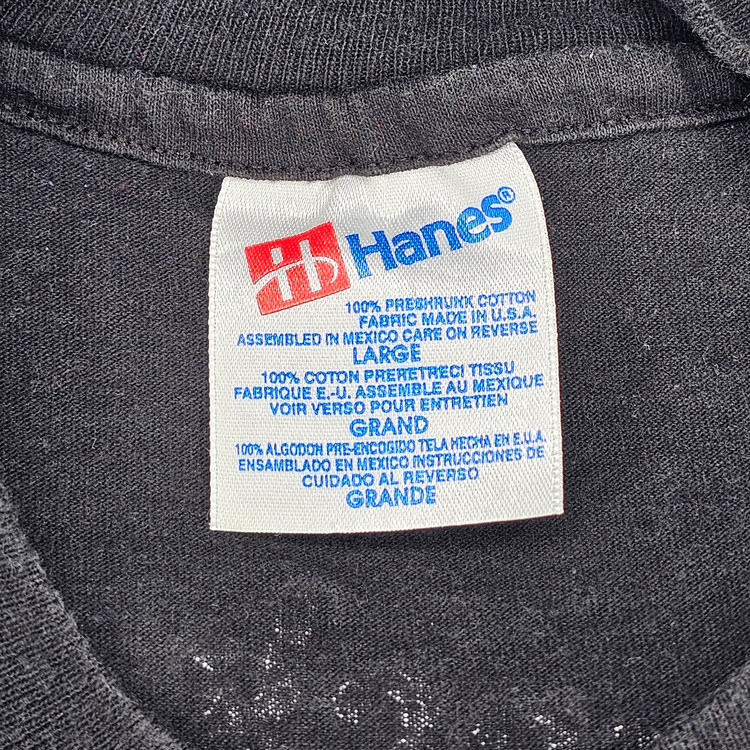 Hanes®
100% PRESHRUNK COTTON
FABRIC MADE IN U.S.A.
ASSEMBLED IN MEXICO CARE ON REVERSE
LARGE
100% COTON PRERETRECI TISSU
FABRIQUE E.-U. ASSEMBLE AU MEXIQUE
VOIR VERSO POUR ENTRETIEN
GRAND
100% ALGODON PRE-ENCOGIDO TELA HECHA EN E.U.A.
ENSAMBLADO EN MEXICO INSTRUCCIONES DE
CUIDADO AL REVERSO
GRANDE